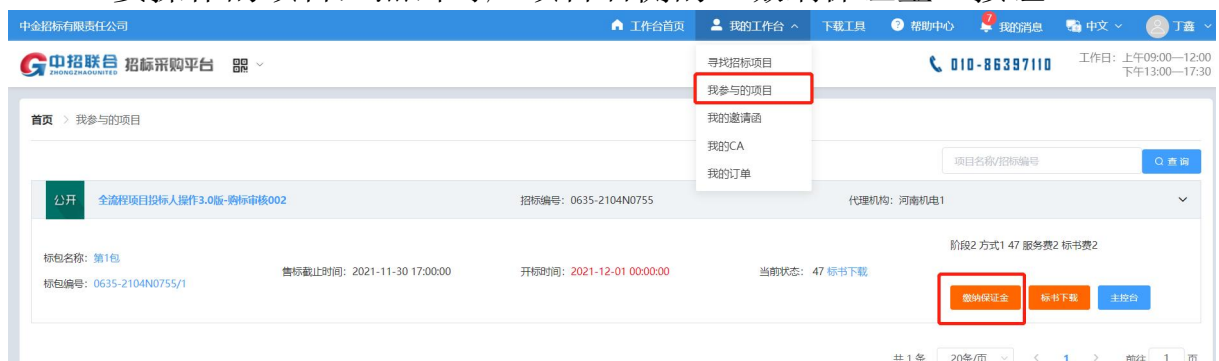 中金招标有限责任公司 工作台首页 我的工作台 下载工具 帮助中心 7 我的消息 中文 丁鑫
中招联合 招标采购平台 010-86397110 工作日：上午09:00—12:00
ZHONGZHAOUNITED 下午13:00—17:30
寻找招标项目
我参与的项目
我的邀请函
我的CA
我的订单
首页 > 我参与的项目
项目名称/招标编号 查询
公开 全流程项目投标人操作3.0版-购标审核002 招标编号：0635-2104N0755 代理机构：河南机电1
阶段2 方式1 47 服务费2 标书费2
标包名称：第1包
售标截止时间：2021-11-30 17:00:00 开标时间：2021-12-01 00:00:00 当前状态：47 标书下载
标包编号：0635-2104N0755/1
缴纳保证金 标书下载 主控台
共 1 条 20条/页 < 1 > 前往 1 页